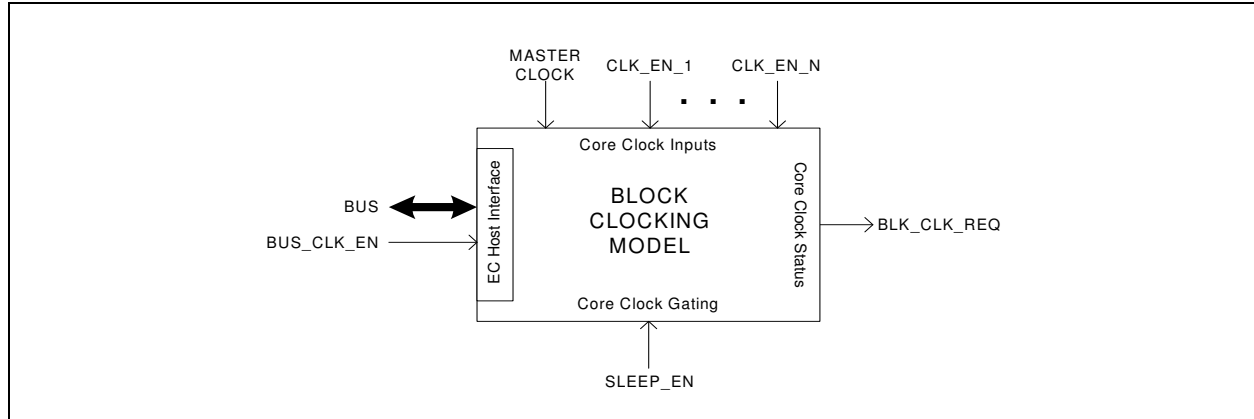 MASTER
CLOCK
CLK_EN_1
CLK_EN_N
. . .
Core Clock Inputs
EC Host Interface
BLOCK
CLOCKING
MODEL
Core Clock Status
BUS
BUS_CLK_EN
BLK_CLK_REQ
Core Clock Gating
SLEEP_EN